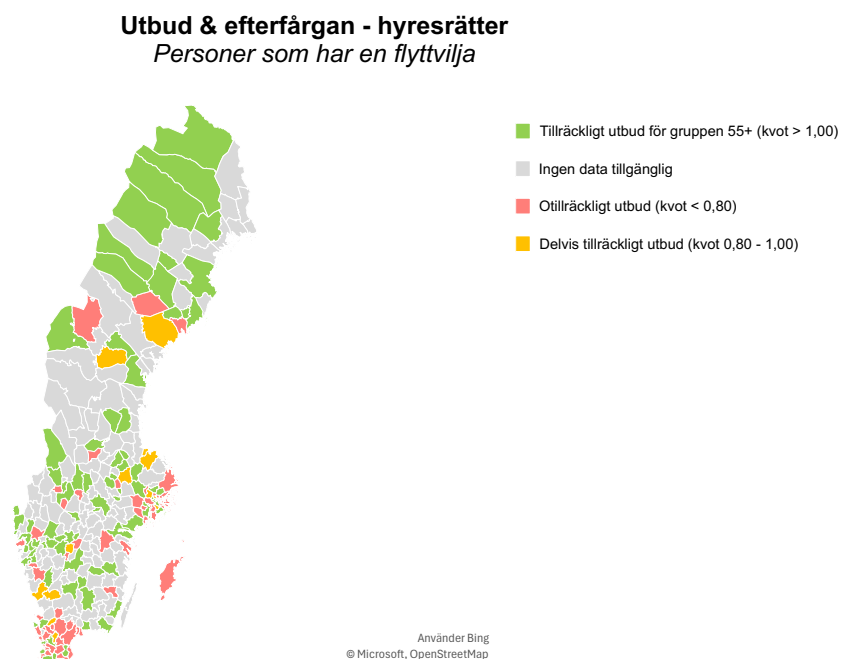 Utbud & efterfårgan - hyresrätter
Personer som har en flyttvilja
Tillräckligt utbud för gruppen 55+ (kvot > 1,00)
Ingen data tillgänglig
Otillräckligt utbud (kvot < 0,80)
Delvis tillräckligt utbud (kvot 0,80 - 1,00)
Använder Bing
© Microsoft, OpenStreetMap